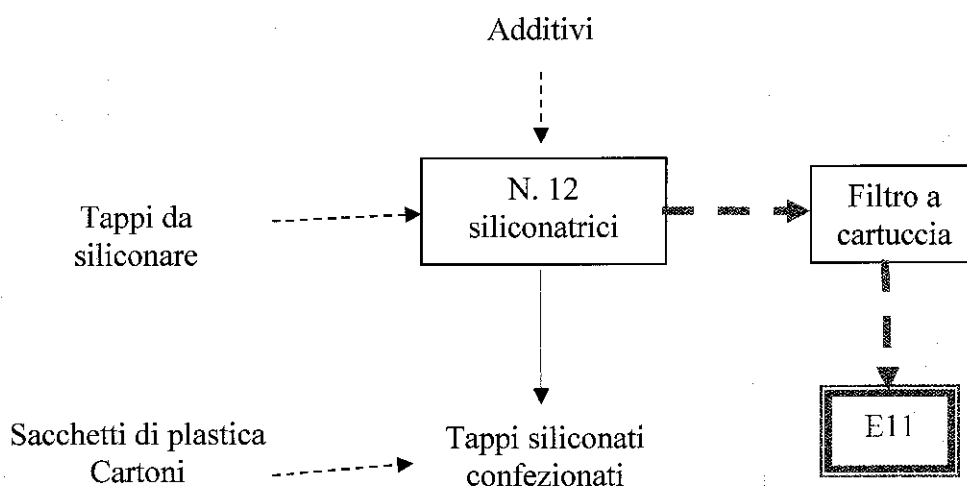 Additivi
Tappi da
siliconare
N. 12
siliconatrici
Filtro a
cartuccia
E11
Sacchetti di plastica
Cartoni
Tappi siliconati
confezionati